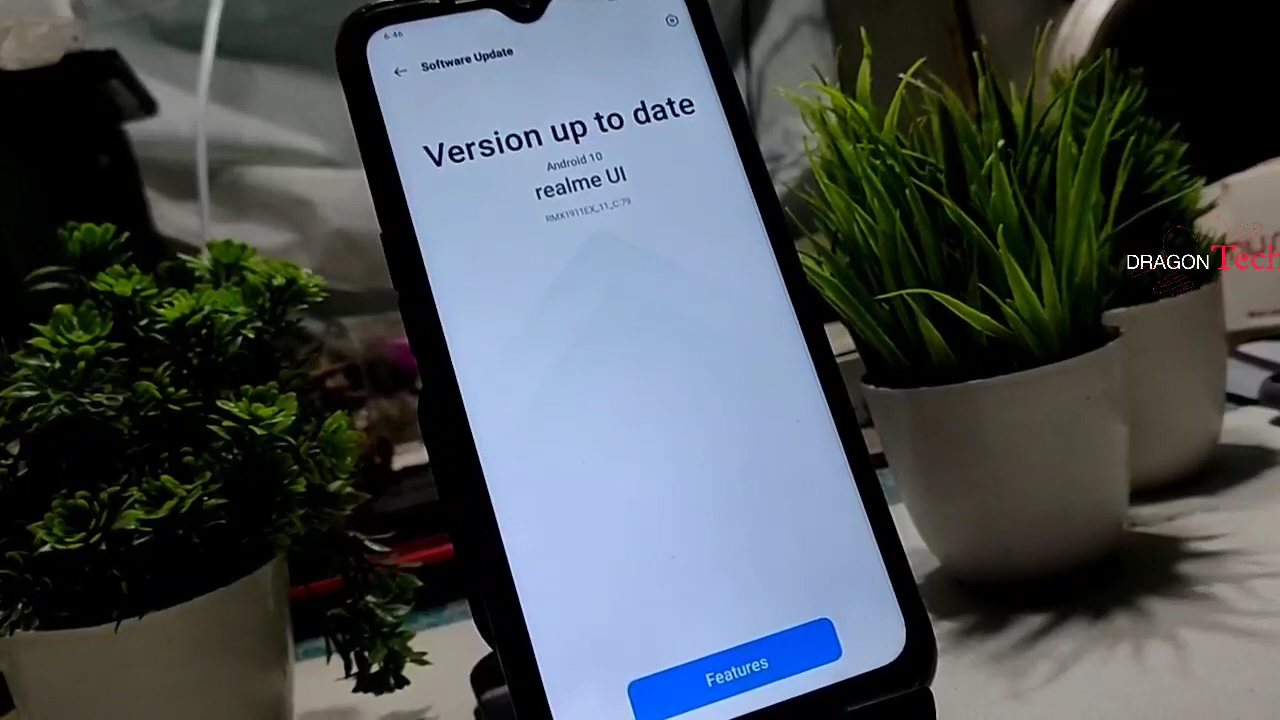 6:46
Software Update
Version up to date
Android 10
realme UI
RMX1911EX_11_C.79
Features
DRAGON Tech